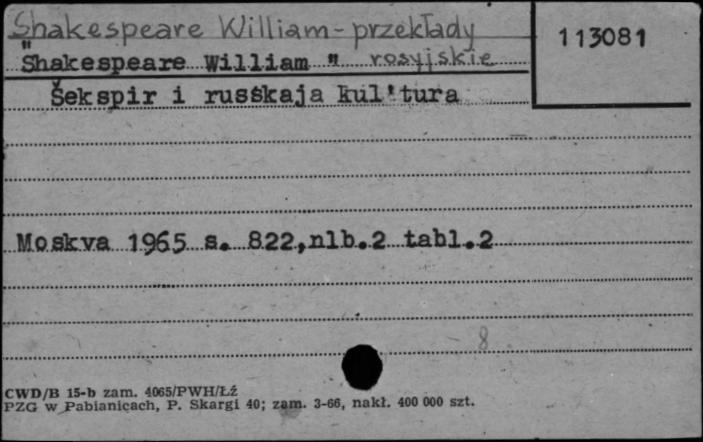 Shakespeare William - przekłady
rosyjskie
113081
"Shakespeare William "
Šekspir i russkaja kul'tura
Moskva 1965 s. 822,nlb.2 tabl.2
8
CWD/B 15-b zam. 4065/PWH/Łź
PZG w Pabianicach, P. Skargi 40; zam. 3-66, nakł. 400 000 szt.